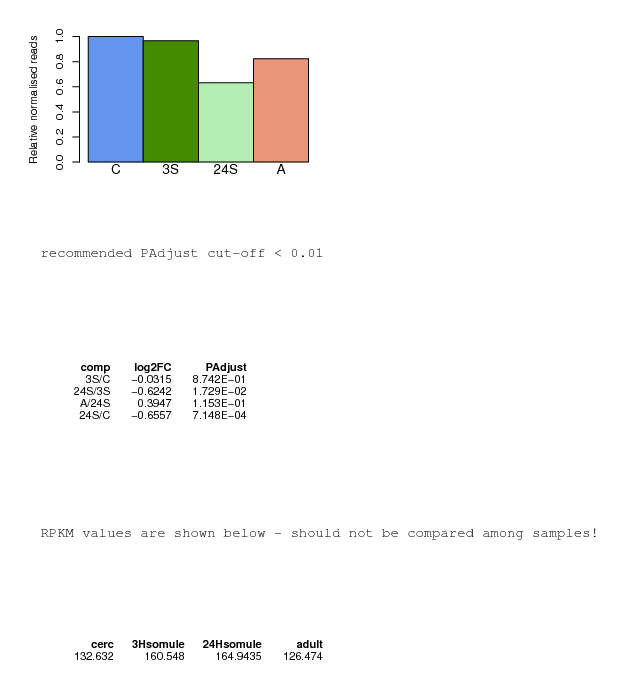 Relative normalised reads
1.0
0.8
0.6
0.4
0.2
0.0
C 3S 24S A
recommended PAdjust cut-off < 0.01
comp log2FC PAdjust
3S/C −0.0315 8.742E−01
24S/3S −0.6242 1.729E−02
A/24S 0.3947 1.153E−01
24S/C −0.6557 7.148E−04
RPKM values are shown below - should not be compared among samples!
cerc 3Hsomule 24Hsomule adult
132.632 160.548 164.9435 126.474